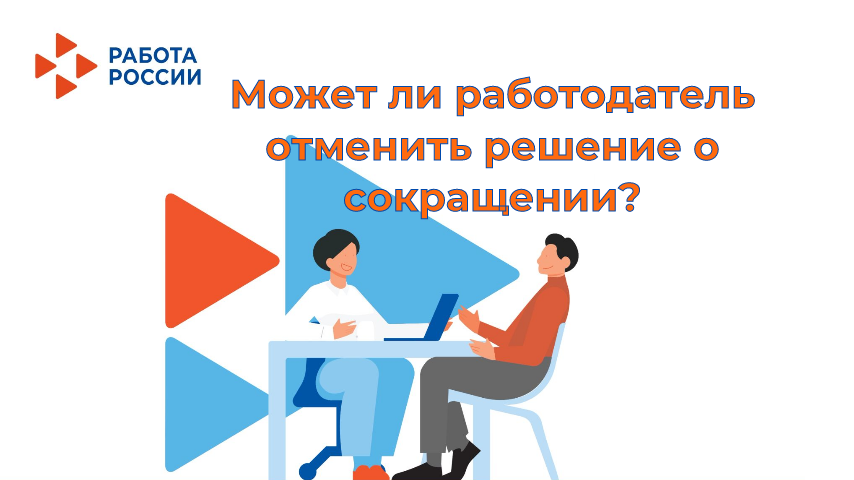 РАБОТА
РОССИИ
Может ли работодатель
отменить решение о
сокращении?